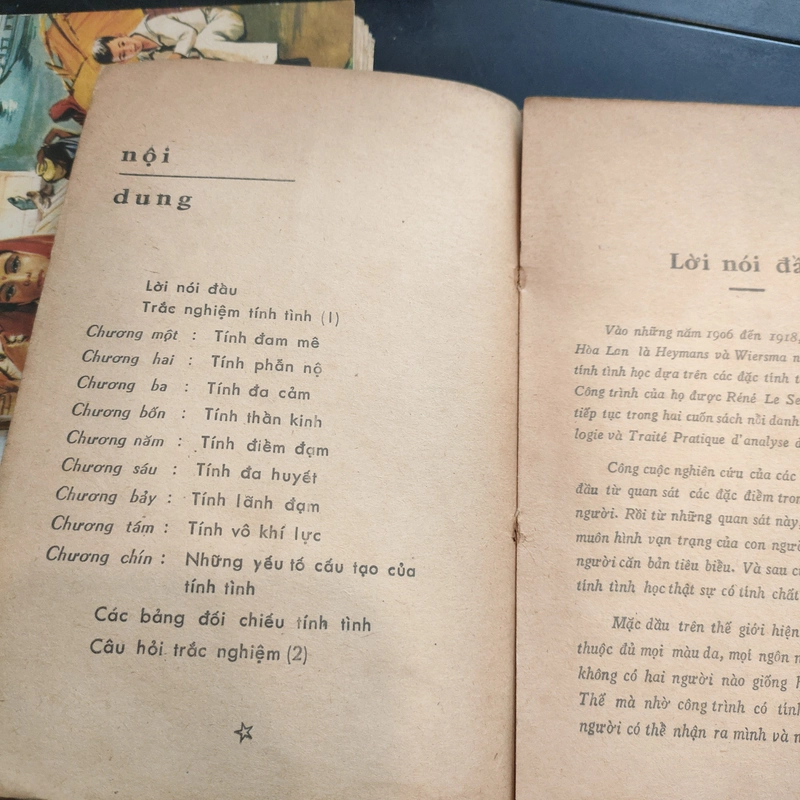 nội
dung
Lời nói đầu
Trắc nghiệm tính tình (1)
Chương một : Tính đam mê
Chương hai : Tính phẫn nộ
Chương ba : Tính đa cảm
Chương bốn : Tính thần kinh
Chương năm : Tính điềm đạm
Chương sáu : Tính đa huyết
Chương bảy : Tính lãnh đạm
Chương tám : Tính vô khí lực
Chương chín : Những yếu tố cấu tạo của
tính tình
Các bảng đối chiếu tính tình
Câu hỏi trắc nghiệm (2)
Lời nói
Vào những năm 1906 đến 1918,
Hòa Lan là Heymans và Wiersma
tính tình học dựa trên các đặc tính
Công trình của họ được Réné Le
tiếp tục trong hai cuốn sách nổi danh
logie và Traité Pratique d'analyse
Công cuộc nghiên cứu của các
đầu từ quan sát các đặc điểm
người. Rồi từ những quan sát này,
muôn hình vạn trạng của con
người căn bản tiêu biểu. Và sau
tính tình học thật sự có tính chất
Mặc dầu trên thế giới hiện
thuộc đủ mọi màu da, mọi ngôn
không có hai người nào giống
Thế mà nhờ công trình có
người có thể nhận ra mình và